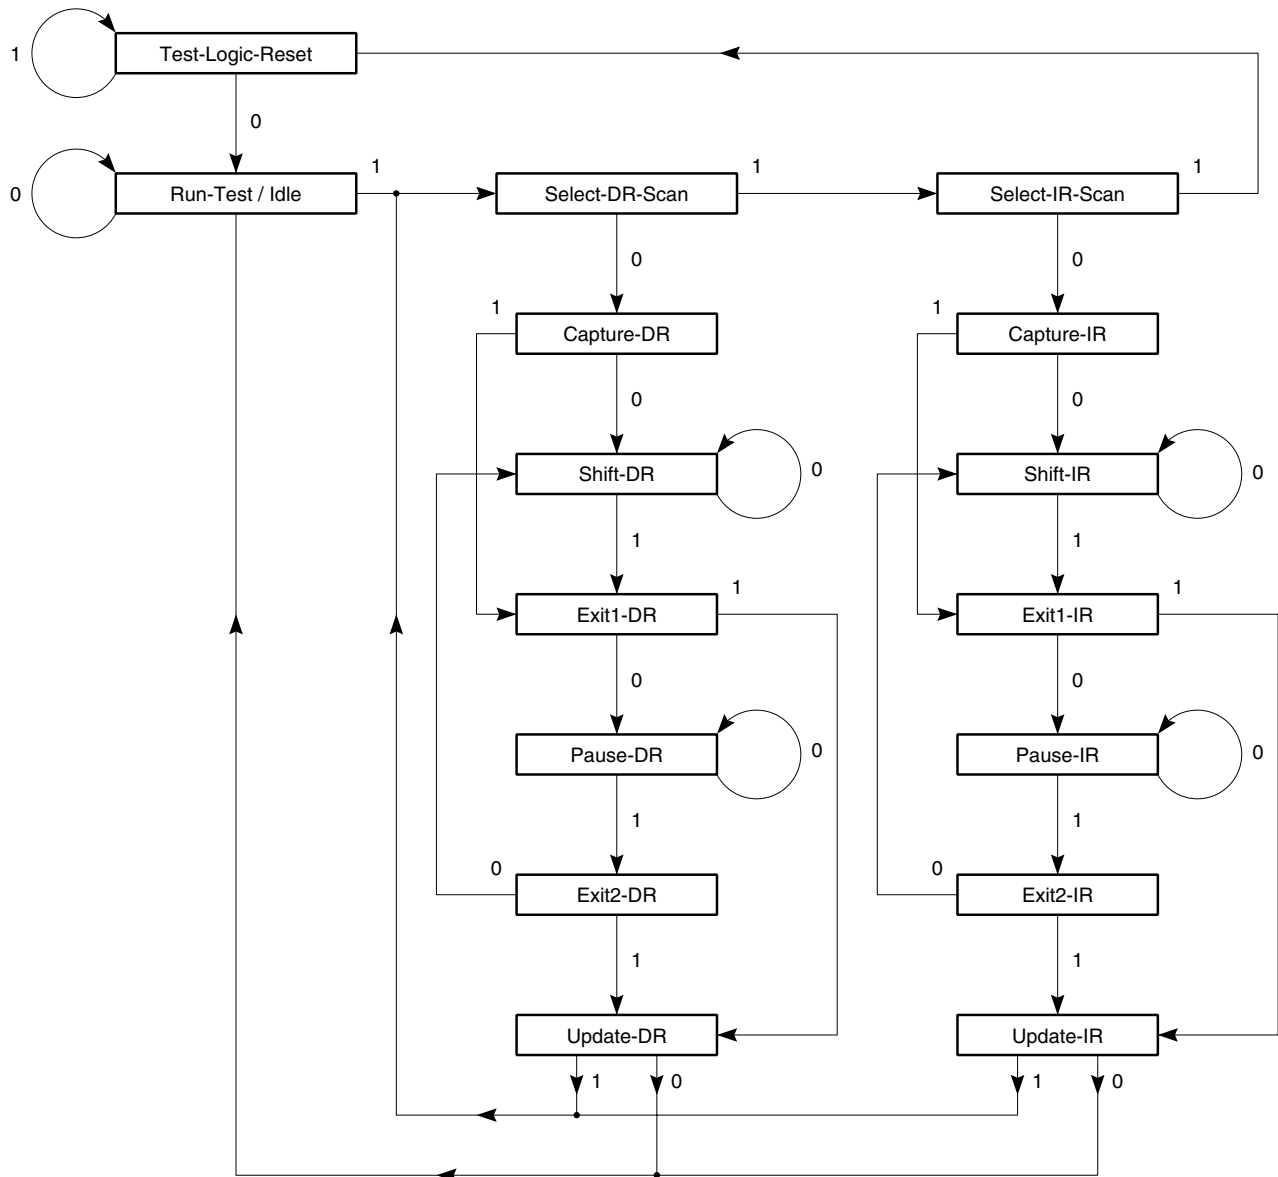 1 Test-Logic-Reset
0
0 Run-Test / Idle 1 Select-DR-Scan 1 Select-IR-Scan 1
0 0
1 Capture-DR 1 Capture-IR
0 0
Shift-DR 0 Shift-IR 0
1 1
Exit1-DR 1 Exit1-IR 1
0 0
Pause-DR 0 Pause-IR 0
1 1
0 Exit2-DR 0 Exit2-IR
1 1
Update-DR Update-IR
1 0 1 0